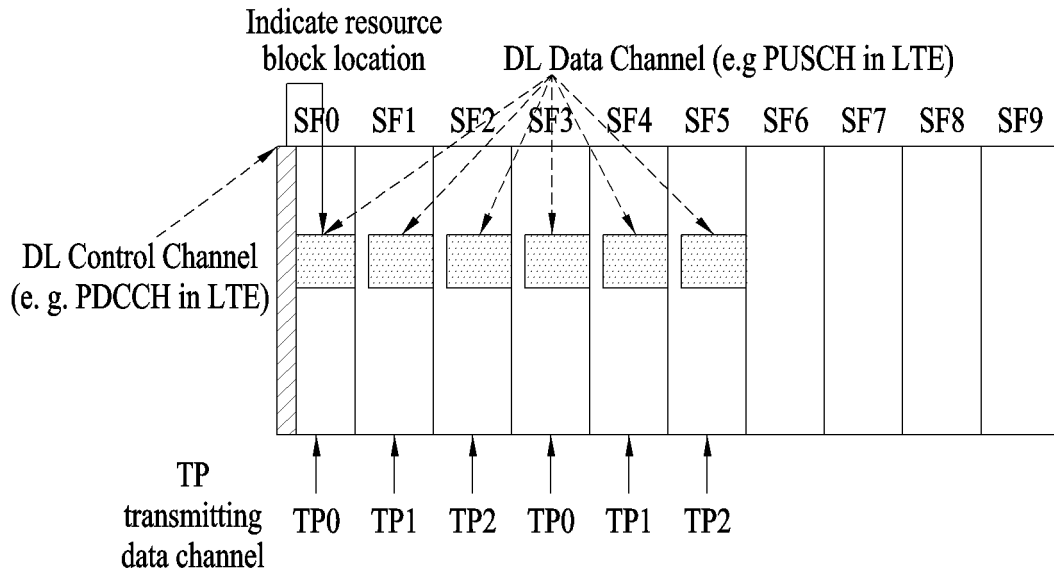 Indicate resource
block location
DL Data Channel (e.g PUSCH in LTE)
SF0 SF1 SF2 SF3 SF4 SF5 SF6 SF7 SF8 SF9
DL Control Channel
(e. g. PDCCH in LTE)
TP
transmitting
data channel
TP0 TP1 TP2 TP0 TP1 TP2